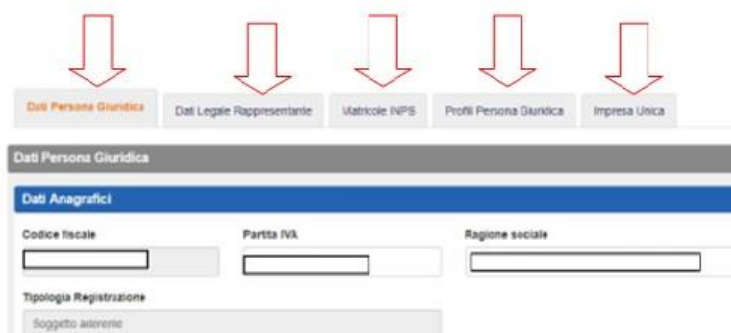 Dati Persona Giuridica Dati Legale Rappresentante Matricole INPS Profili Persona Giuridica Impresa Unica
Dati Persona Giuridica
Dati Anagrafici
Codice fiscale Partita IVA Ragione sociale
Tipologia Registrazione
Soggetto aderente